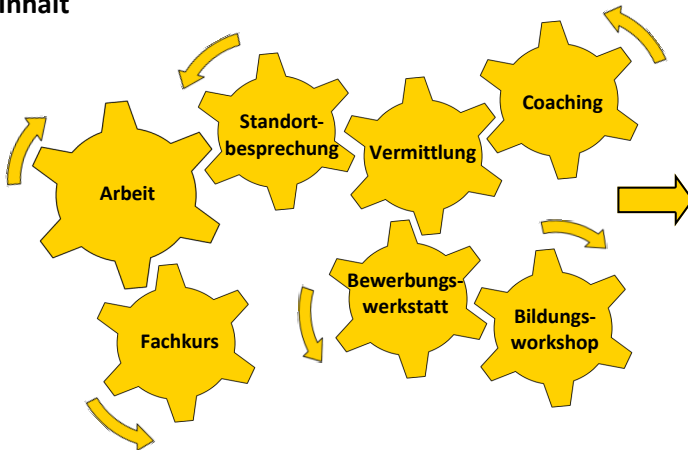 Inhalt
Arbeit
Standort-
besprechung
Vermittlung
Coaching
Fachkurs
Bewerbungs-
werkstatt
Bildungs-
workshop